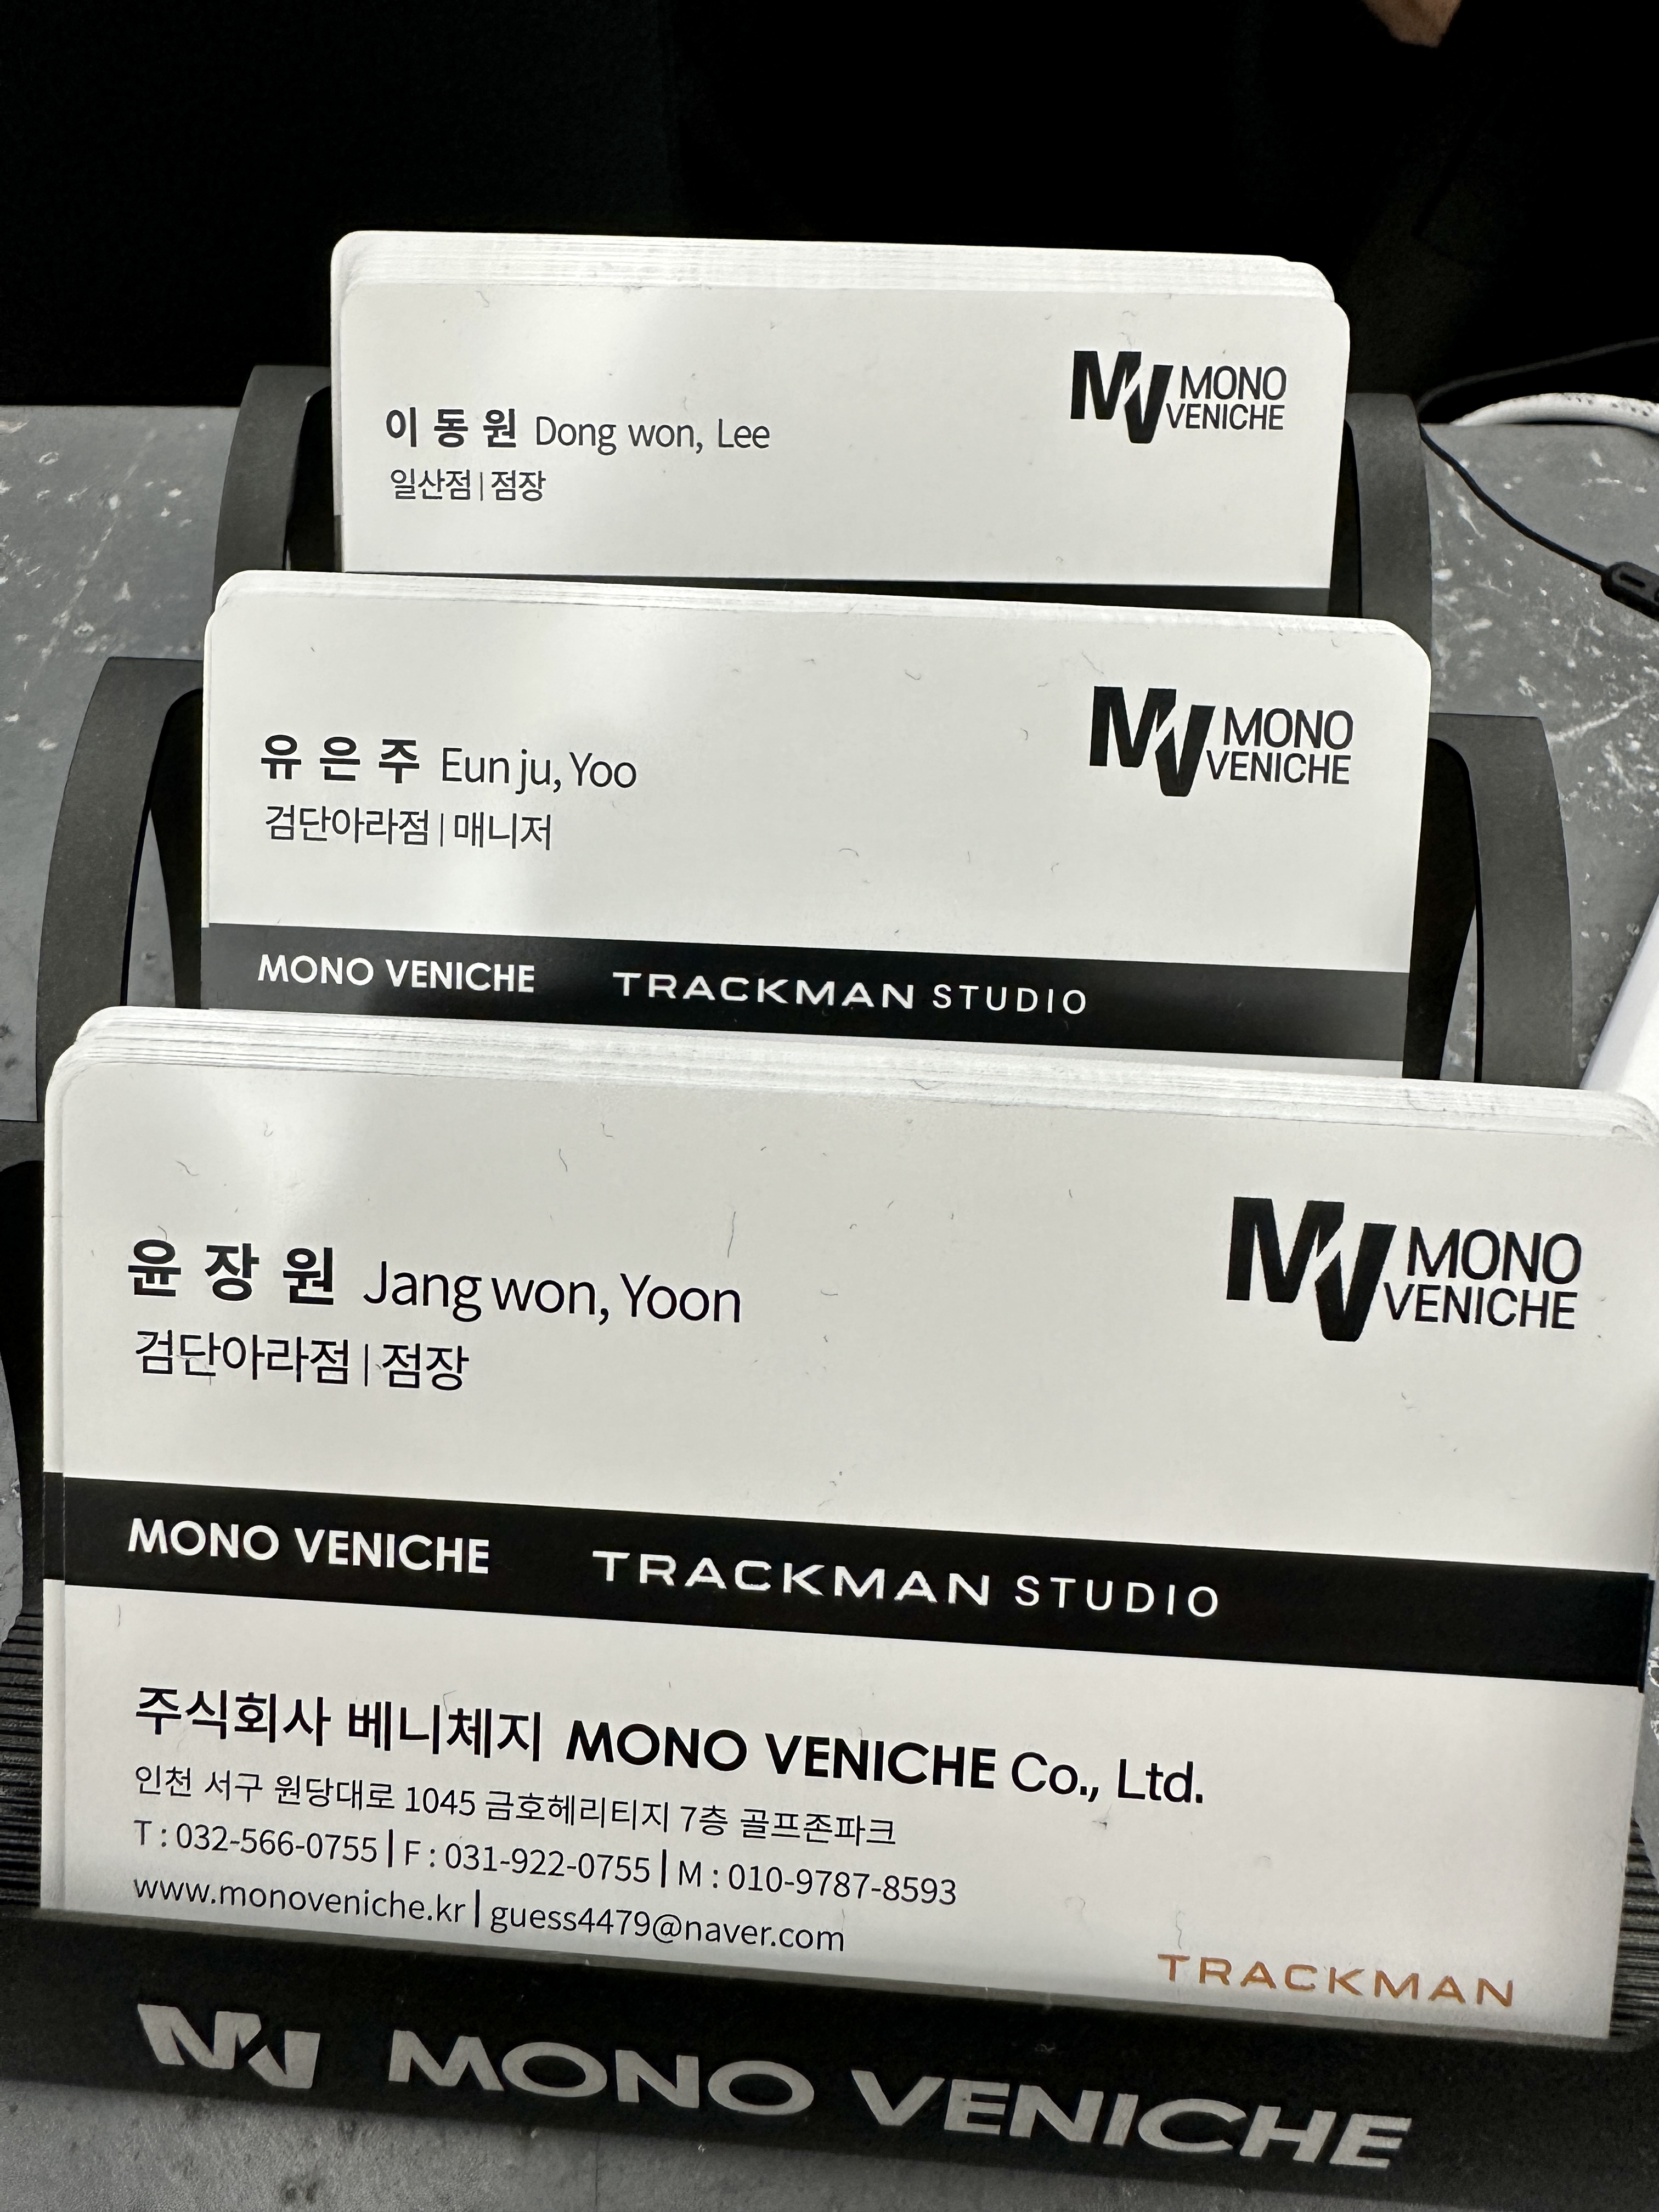 이 동 원 Dong won, Lee
일산점 | 점장
MV MONO
VENICHE
유 은 주 Eun ju, Yoo
검단아라점 | 매니저
MV MONO
VENICHE
MONO VENICHE TRACKMAN STUDIO
윤 장 원 Jang won, Yoon
검단아라점 | 점장
MV MONO
VENICHE
MONO VENICHE TRACKMAN STUDIO
주식회사 베니체지 MONO VENICHE Co., Ltd.
인천 서구 원당대로 1045 금호헤리티지 7층 골프존파크
T : 032-566-0755 | F : 031-922-0755 | M : 010-9787-8593
www.monoveniche.kr | guess4479@naver.com
TRACKMAN
MV MONO VENICHE